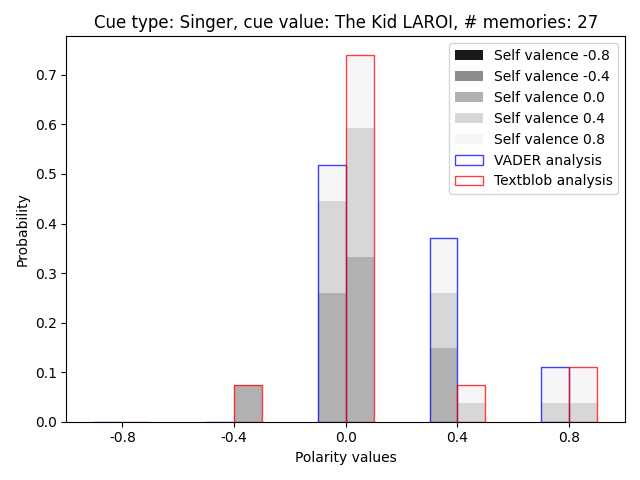 Cue type: Singer, cue value: The Kid LAROI, # memories: 27
Self valence -0.8
Self valence -0.4
Self valence 0.0
Self valence 0.4
Self valence 0.8
VADER analysis
Textblob analysis
Probability
0.7
0.6
0.5
0.4
0.3
0.2
0.1
0.0
-0.8
-0.4
0.0
0.4
0.8
Polarity values